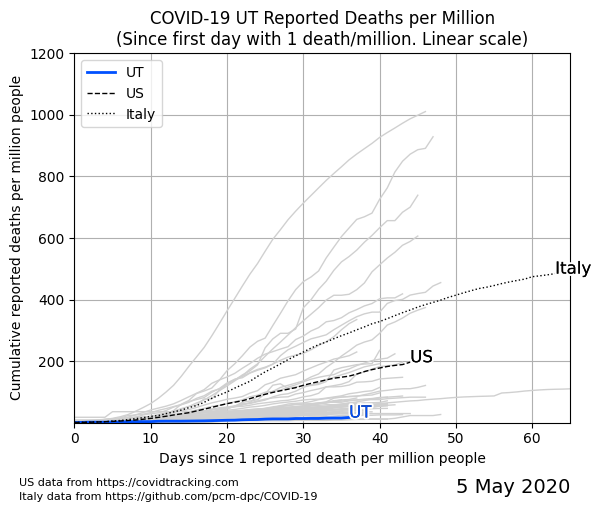 COVID-19 UT Reported Deaths per Million
(Since first day with 1 death/million. Linear scale)
1200
1000
800
600
400
200
Cumulative reported deaths per million people
UT
US
Italy
Italy
US
UT
0 10 20 30 40 50 60
Days since 1 reported death per million people
US data from https://covidtracking.com
Italy data from https://github.com/pcm-dpc/COVID-19
5 May 2020